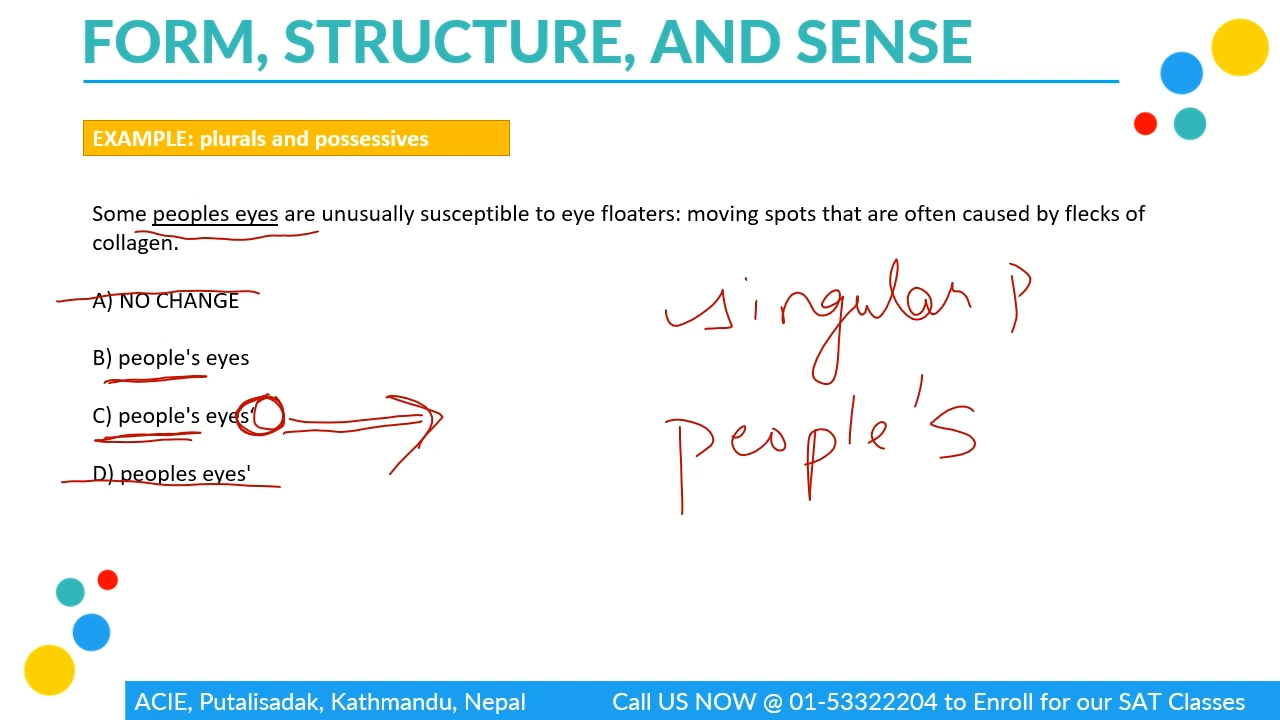 FORM, STRUCTURE, AND SENSE
EXAMPLE: plurals and possessives
Some peoples eyes are unusually susceptible to eye floaters: moving spots that are often caused by flecks of
collagen.
A) NO CHANGE
B) people's eyes
C) people's eyes'
D) peoples eyes'
singular P
people's
ACIE, Putalisadak, Kathmandu, Nepal
Call US NOW @ 01-53322204 to Enroll for our SAT Classes